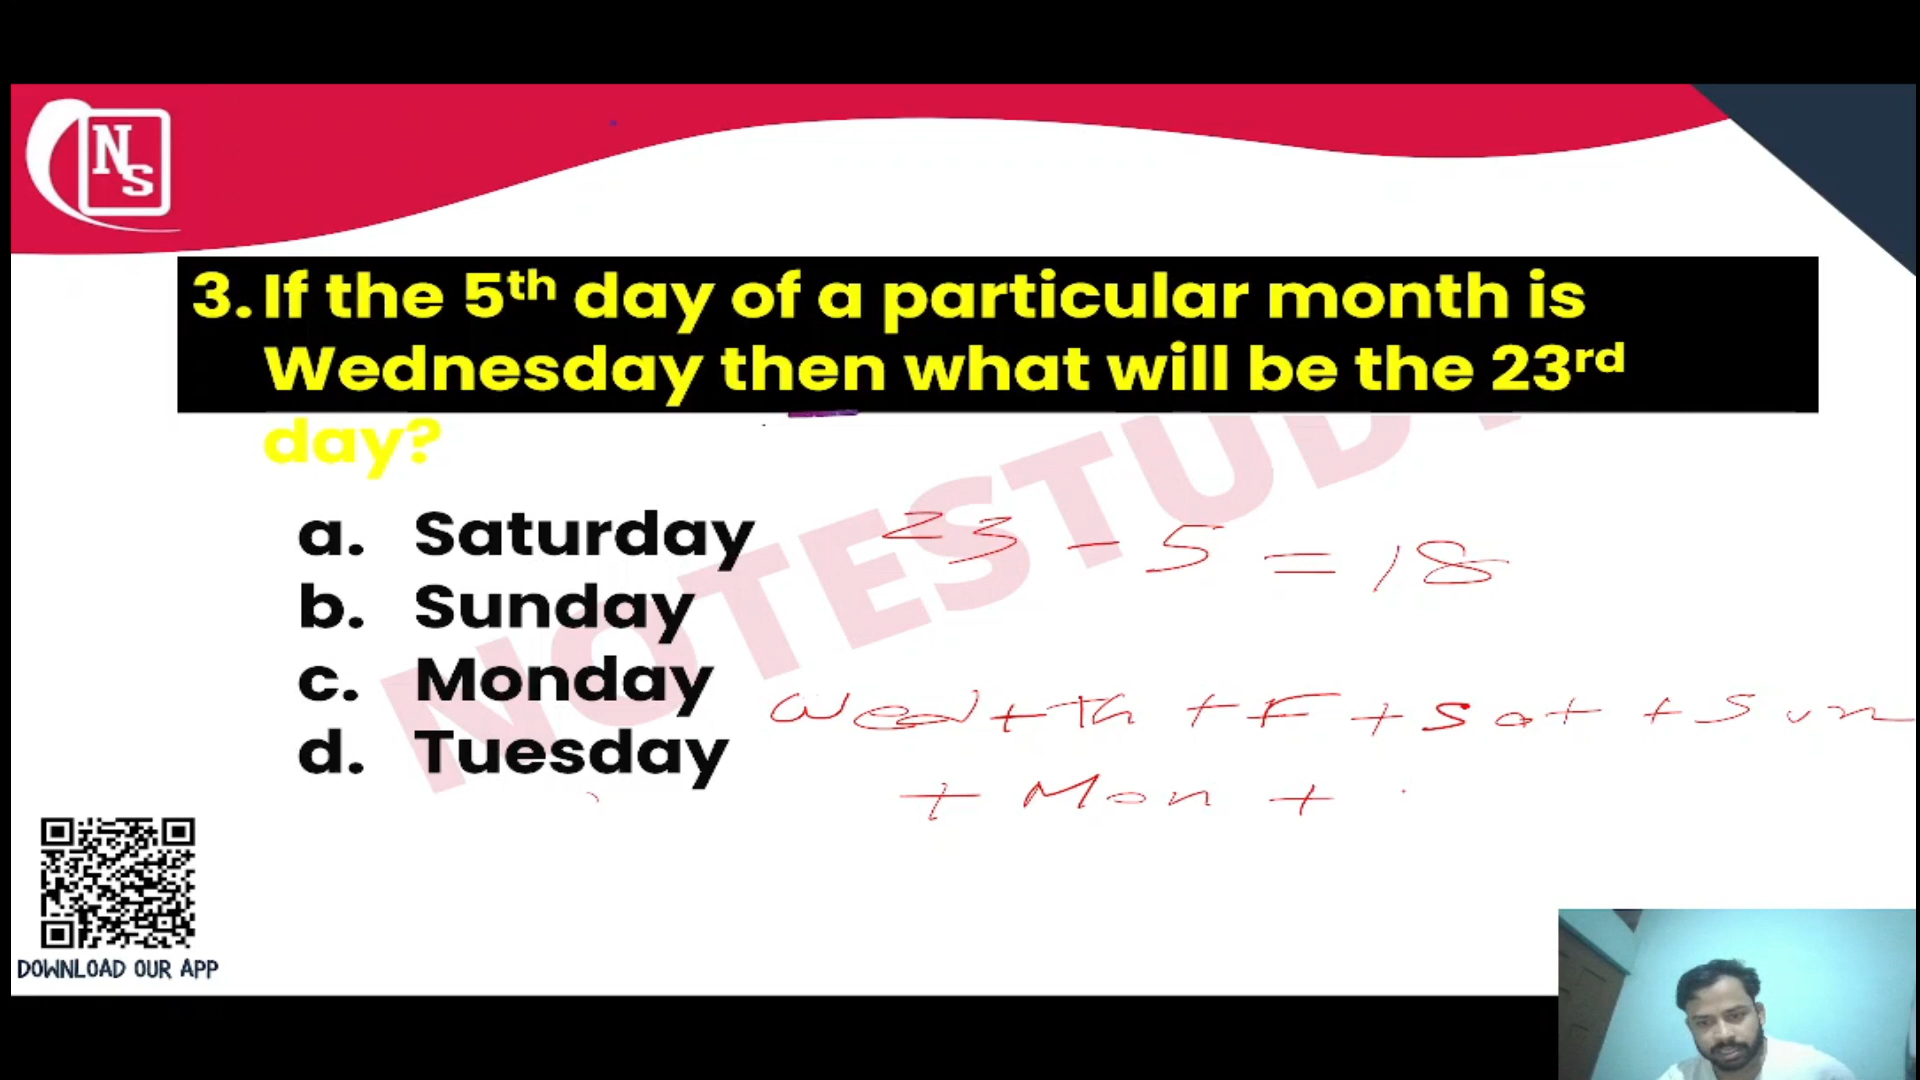 NS
3. If the 5th day of a particular month is
Wednesday then what will be the 23rd
day?
NOTESTUDY
a. Saturday
b. Sunday
c. Monday
d. Tuesday
23 - 5 = 18
Wed + Th + F + Sat + Sun
+ Mon +
DOWNLOAD OUR APP